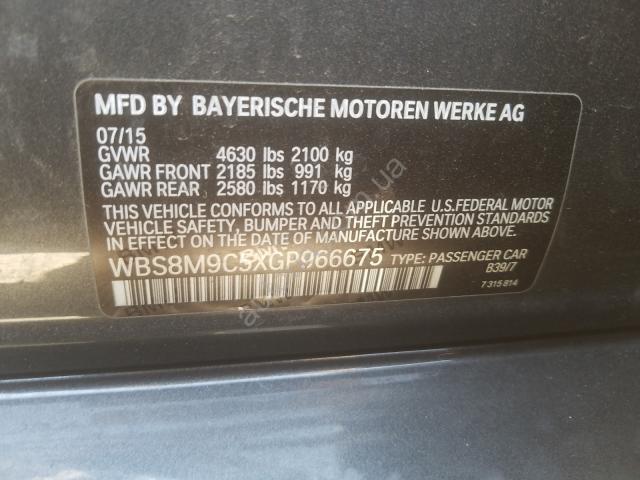 MFD BY BAYERISCHE MOTOREN WERKE AG
07/15
GVWR 4630 lbs 2100 kg
GAWR FRONT 2185 lbs 991 kg
GAWR REAR 2580 lbs 1170 kg
THIS VEHICLE CONFORMS TO ALL APPLICABLE U.S.FEDERAL MOTOR
VEHICLE SAFETY, BUMPER AND THEFT PREVENTION STANDARDS
IN EFFECT ON THE DATE OF MANUFACTURE SHOWN ABOVE.
WBS8M9C5XGP966675 TYPE: PASSENGER CAR
B39/7
7 315 814